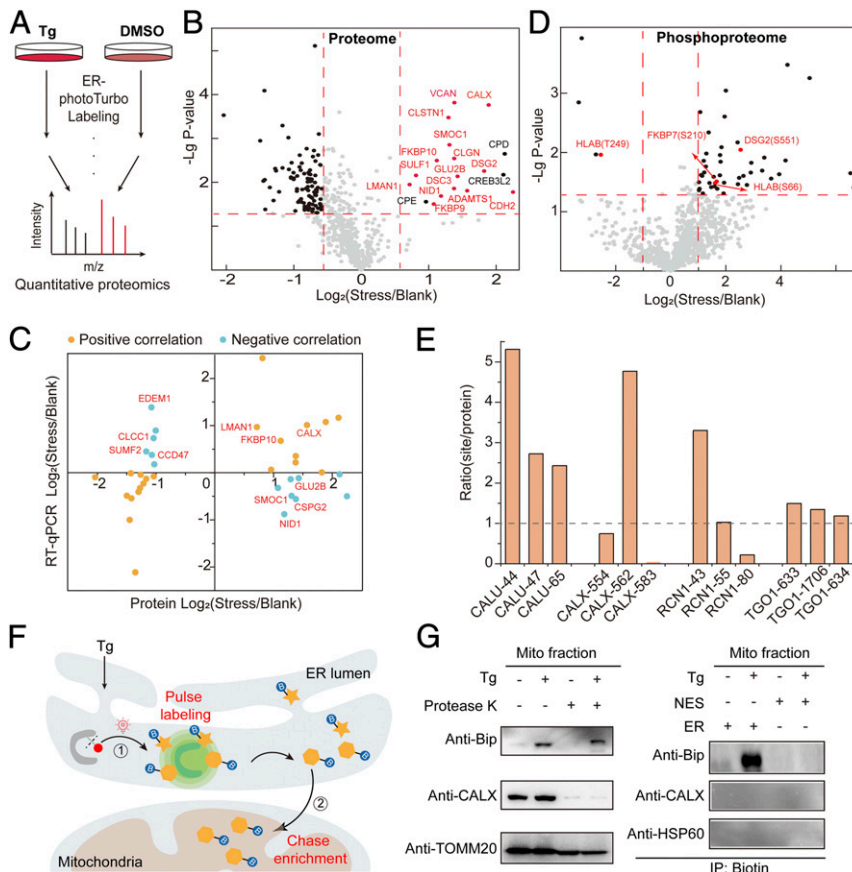 A
Tg
DMSO
ER-
photoTurbo
Labeling
Intensity
m/z
Quantitative proteomics
B
Proteome
-Lg P-value
5
4
3
2
1
-2
-1
0
1
2
Log₂(Stress/Blank)
VCAN
CALX
CLSTN1
SMOC1
FKBP10
CLGN
CPD
SULF1
GLU2B
DSG2
LMAN1
DSC3
CREB3L2
NID1
CPE
ADAMTS1
FKBP9
CDH2
D
Phosphoproteome
-Lg P-value
3
2
1
-2
0
2
4
6
Log₂(Stress/Blank)
HLAB(T249)
FKBP7(S210)
DSG2(S551)
HLAB(S66)
C
Positive correlation
Negative correlation
RT-qPCR Log₂(Stress/Blank)
2
1
-1
-2
-2
-1
0
1
2
Protein Log₂(Stress/Blank)
EDEM1
CLCC1
SUMF2
CCD47
LMAN1
FKBP10
CALX
GLU2B
SMOC1
CSPG2
NID1
E
Ratio(site/protein)
5
4
3
2
1
0
CALU-44
CALU-47
CALU-65
CALX-554
CALX-562
CALX-583
RCN1-43
RCN1-55
RCN1-80
TGO1-633
TGO1-1706
TGO1-634
F
Tg
ER lumen
Pulse
labeling
①
②
B
B
B
B
B
B
B
B
B
B
B
B
Chase
enrichment
Mitochondria
G
Mito fraction
Tg - + - +
Protease K - - + +
Anti-Bip
Anti-CALX
Anti-TOMM20
Mito fraction
Tg - + - +
NES - - + +
ER + + - -
Anti-Bip
Anti-CALX
Anti-HSP60
IP: Biotin